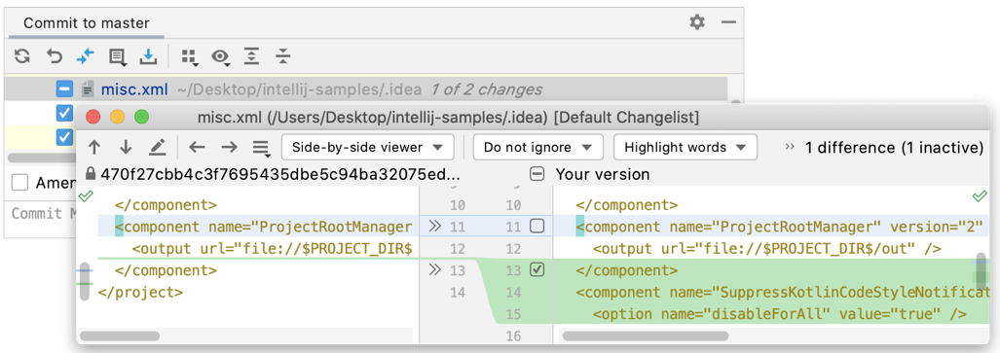 Commit to master
misc.xml ~/Desktop/intellij-samples/.idea 1 of 2 changes
misc.xml (/Users/Desktop/intellij-samples/.idea) [Default Changelist]
Side-by-side viewer Do not ignore Highlight words 1 difference (1 inactive)
Amen 470f27cbb4c3f7695435dbe5c94ba32075ed... Your version
Commit M
</component> 10 10 </component>
<component name="ProjectRootManager 11 11 <component name="ProjectRootManager" version="2"
<output url="file://$PROJECT_DIR$ 12 12 <output url="file://$PROJECT_DIR$/out" />
</component> 13 13 </component>
</project> 14 14 <component name="SuppressKotlinCodeStyleNotificat
15 <option name="disableForAll" value="true" />
16